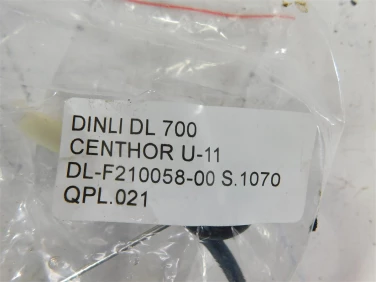 DINLI DL 700
CENTHOR U-11
DL-F210058-00 S.1070
QPL.021